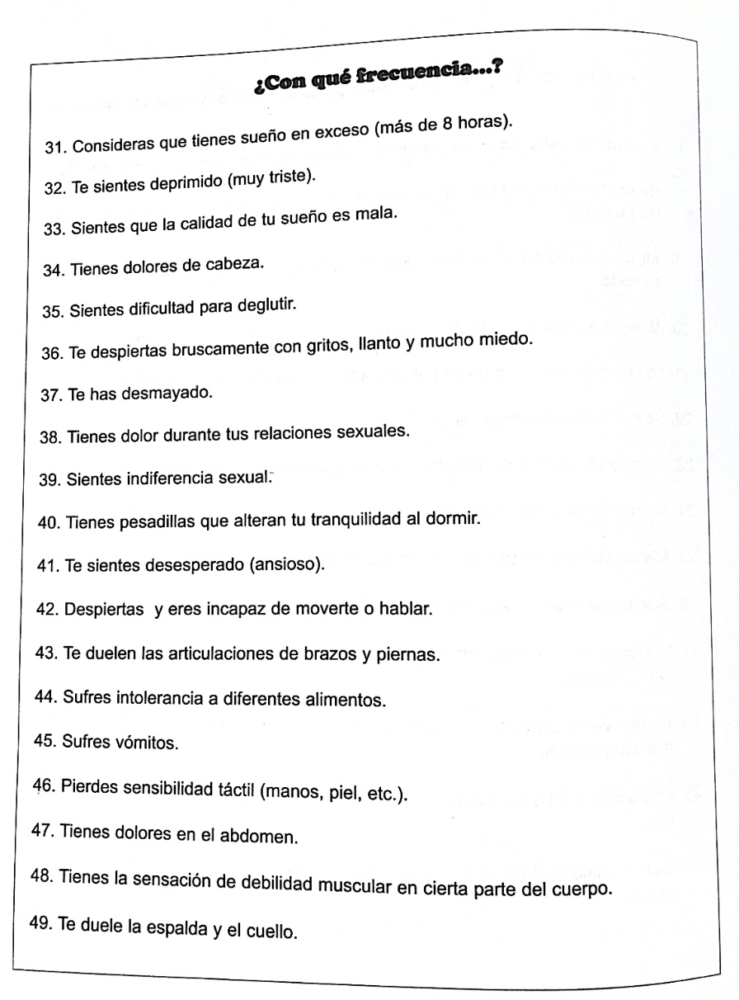 ¿Con qué frecuencia...?
31. Consideras que tienes sueño en exceso (más de 8 horas).
32. Te sientes deprimido (muy triste).
33. Sientes que la calidad de tu sueño es mala.
34. Tienes dolores de cabeza.
35. Sientes dificultad para deglutir.
36. Te despiertas bruscamente con gritos, llanto y mucho miedo.
37. Te has desmayado.
38. Tienes dolor durante tus relaciones sexuales.
39. Sientes indiferencia sexual.
40. Tienes pesadillas que alteran tu tranquilidad al dormir.
41. Te sientes desesperado (ansioso).
42. Despiertas y eres incapaz de moverte o hablar.
43. Te duelen las articulaciones de brazos y piernas.
44. Sufres intolerancia a diferentes alimentos.
45. Sufres vómitos.
46. Pierdes sensibilidad táctil (manos, piel, etc.).
47. Tienes dolores en el abdomen.
48. Tienes la sensación de debilidad muscular en cierta parte del cuerpo.
49. Te duele la espalda y el cuello.